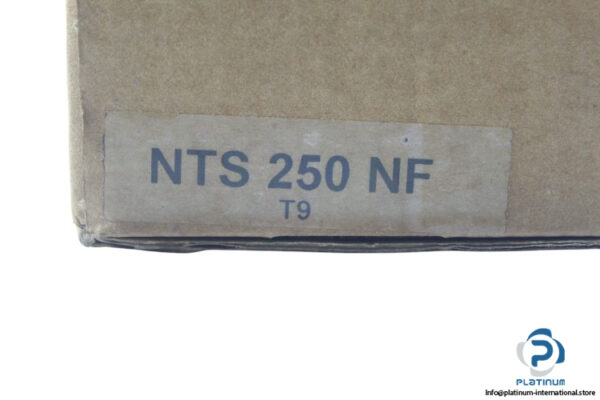 NTS 250 NF
T9
PLATINUM
Info@platinum-international.store